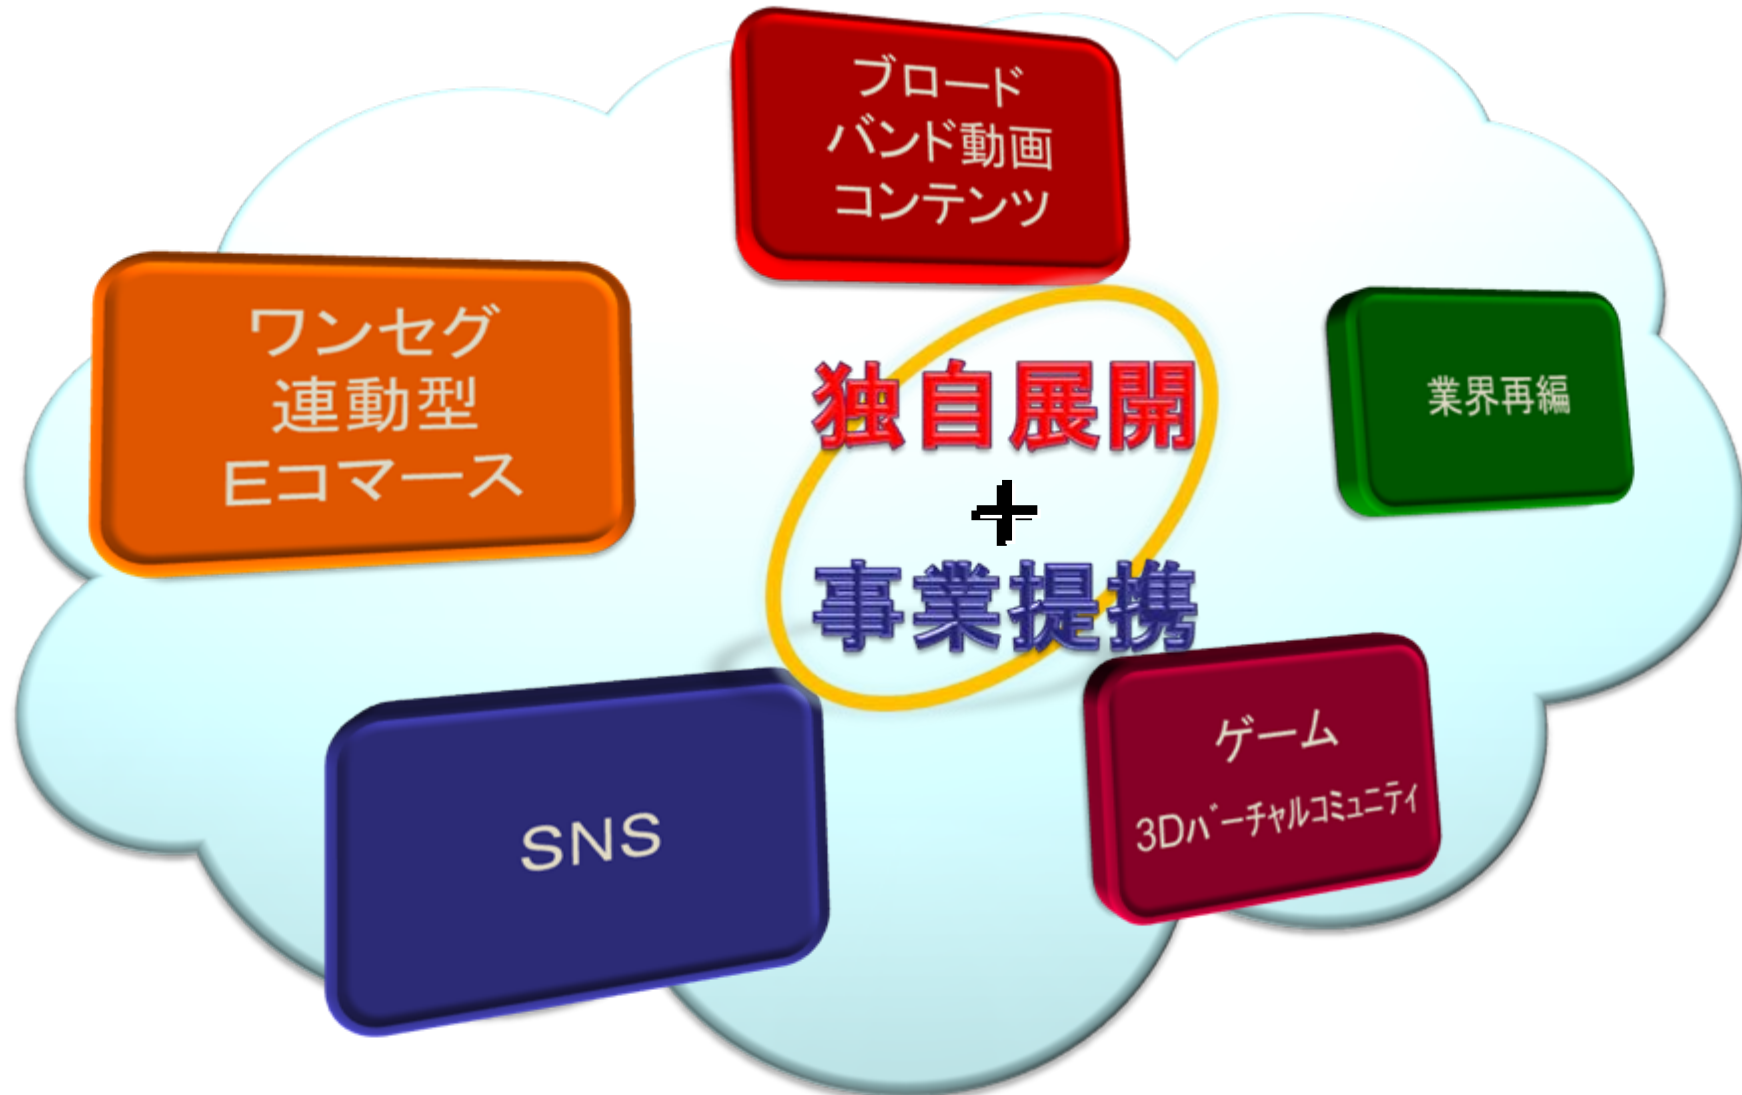 ブロード
バンド動画
コンテンツ
ワンセグ
連動型
Eコマース
独自展開
+
事業提携
業界再編
SNS
ゲーム
3Dバーチャルコミュニティ